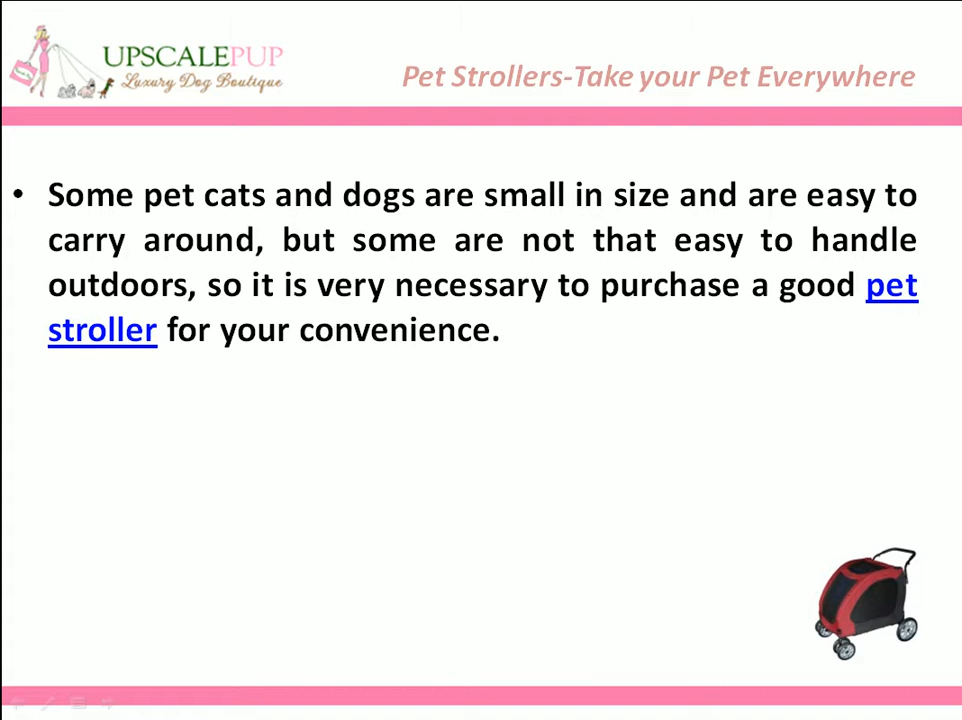 UPSCALEPUP
Luxury Dog Boutique
Pet Strollers-Take your Pet Everywhere
• Some pet cats and dogs are small in size and are easy to
carry around, but some are not that easy to handle
outdoors, so it is very necessary to purchase a good pet
stroller for your convenience.